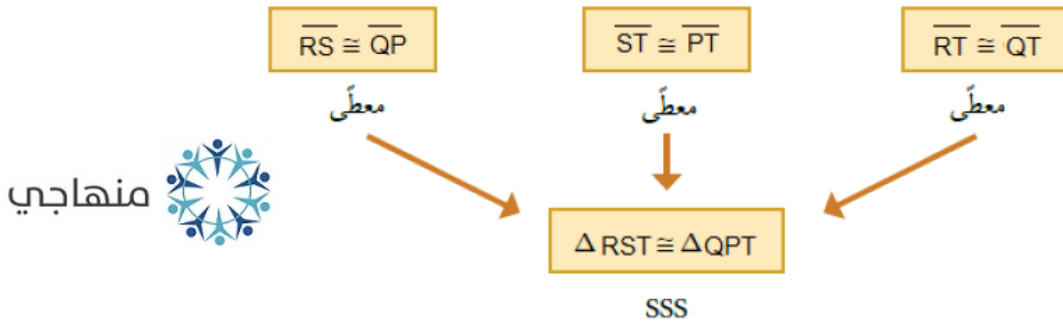 RS ≅ QP
ST ≅ PT
RT ≅ QT
معطّى
معطّى
معطّى
منهاجي
Δ RST ≅ Δ QPT
SSS